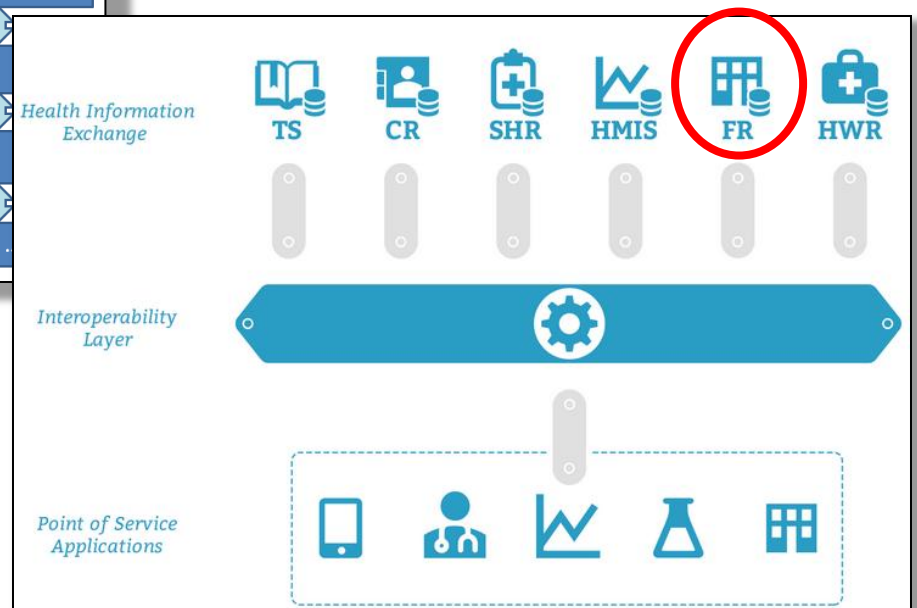 Health Information
Exchange
TS
CR
SHR
HMIS
FR
HWR
Interoperability
Layer
Point of Service
Applications